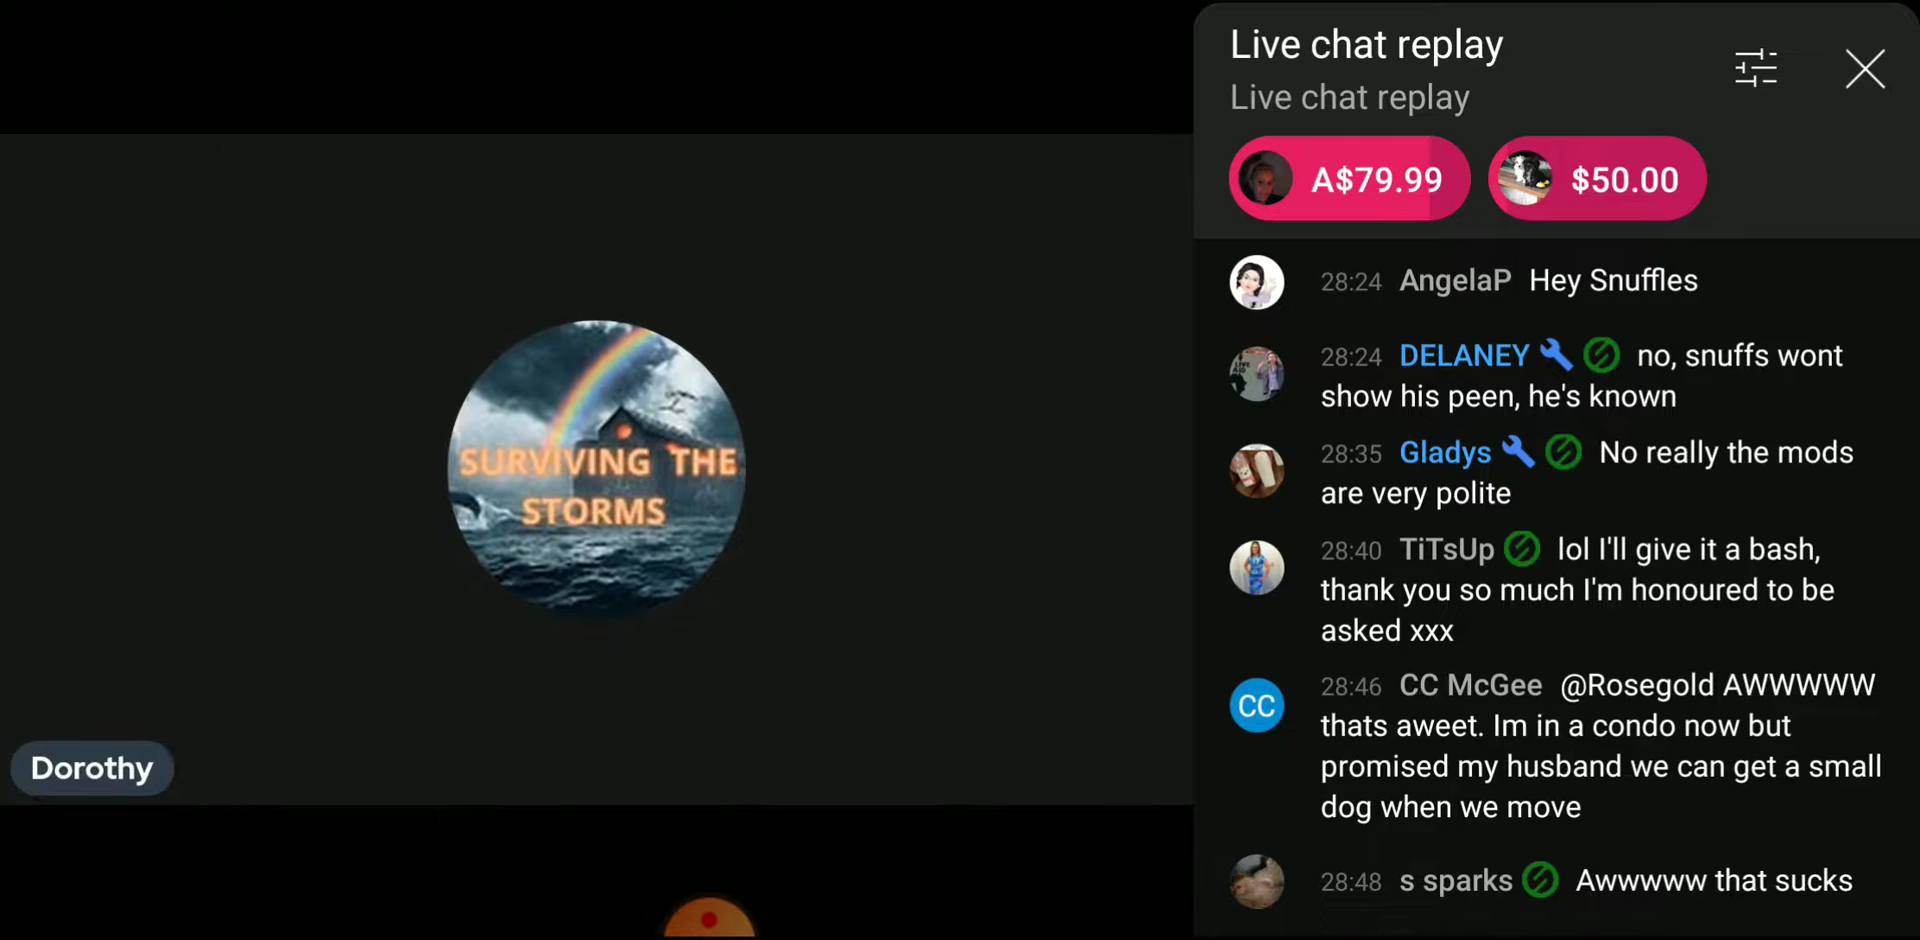 SURVIVING THE
STORMS
Dorothy
Live chat replay
Live chat replay
A$79.99 $50.00
28:24 AngelaP Hey Snuffles
28:24 DELANEY no, snuffs wont
show his peen, he's known
28:35 Gladys No really the mods
are very polite
28:40 TiTsUp lol I'll give it a bash,
thank you so much I'm honoured to be
asked xxx
CC
28:46 CC McGee @Rosegold AWWWWW
thats aweet. Im in a condo now but
promised my husband we can get a small
dog when we move
28:48 s sparks Awwwww that sucks